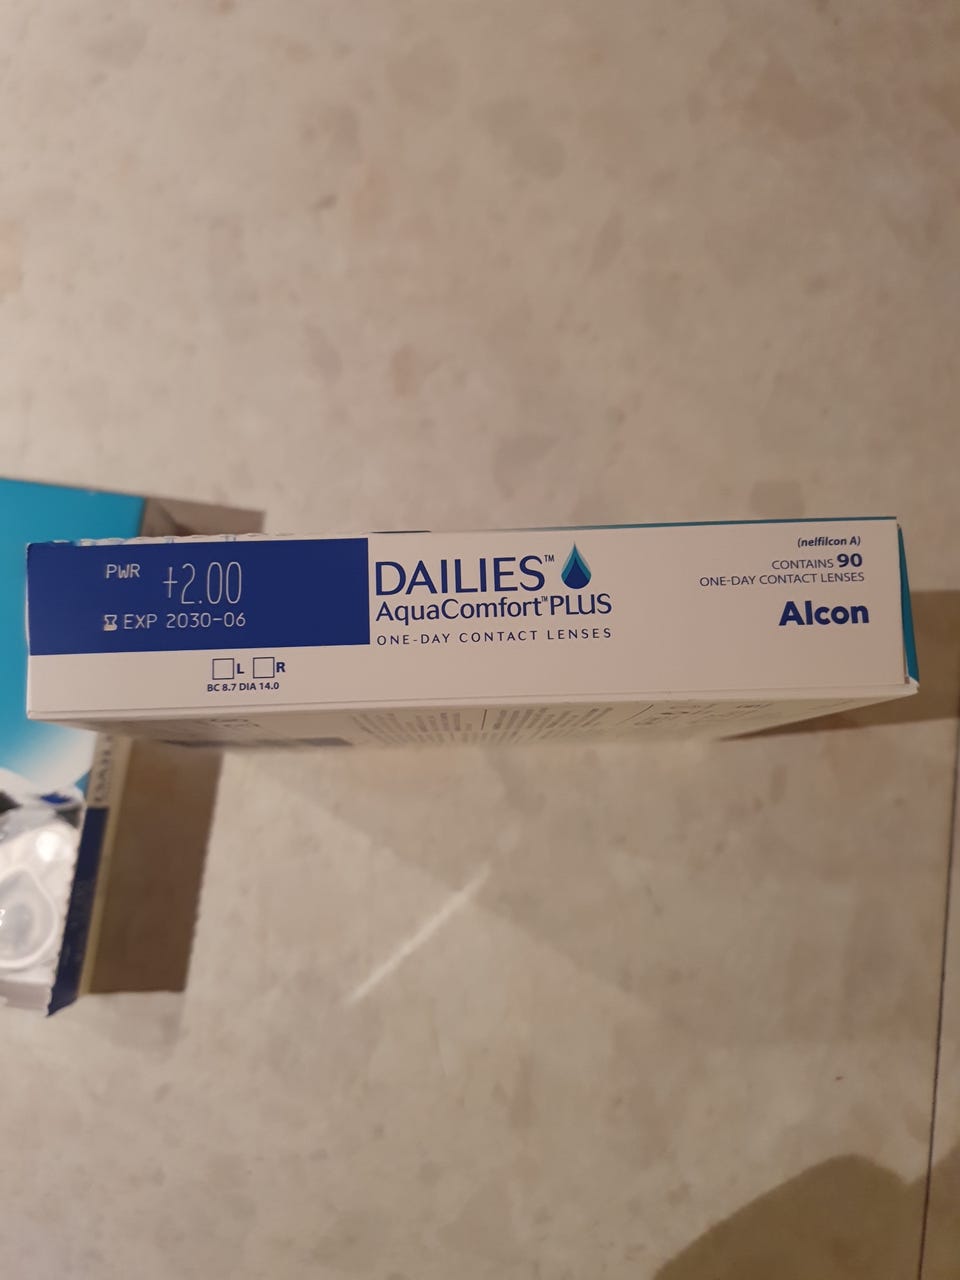 PWR +2.00
EXP 2030-06
L R
BC 8.7 DIA 14.0
DAILIES™
AquaComfort™PLUS
ONE-DAY CONTACT LENSES
(nelfilcon A)
CONTAINS 90
ONE-DAY CONTACT LENSES
Alcon